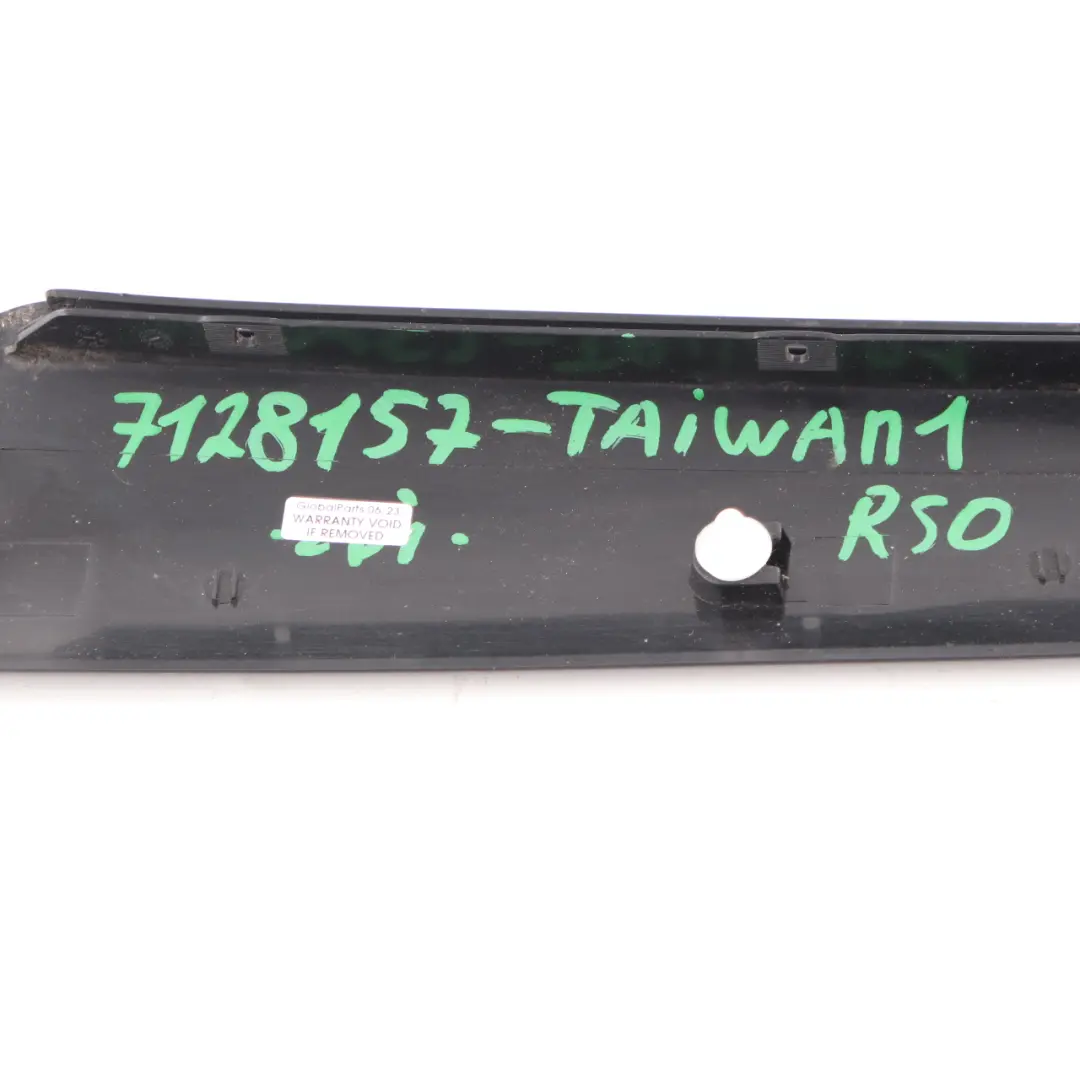 7128157-TAiWAn1
RSO
GlobalParts 06.23
WARRANTY VOID
IF REMOVED